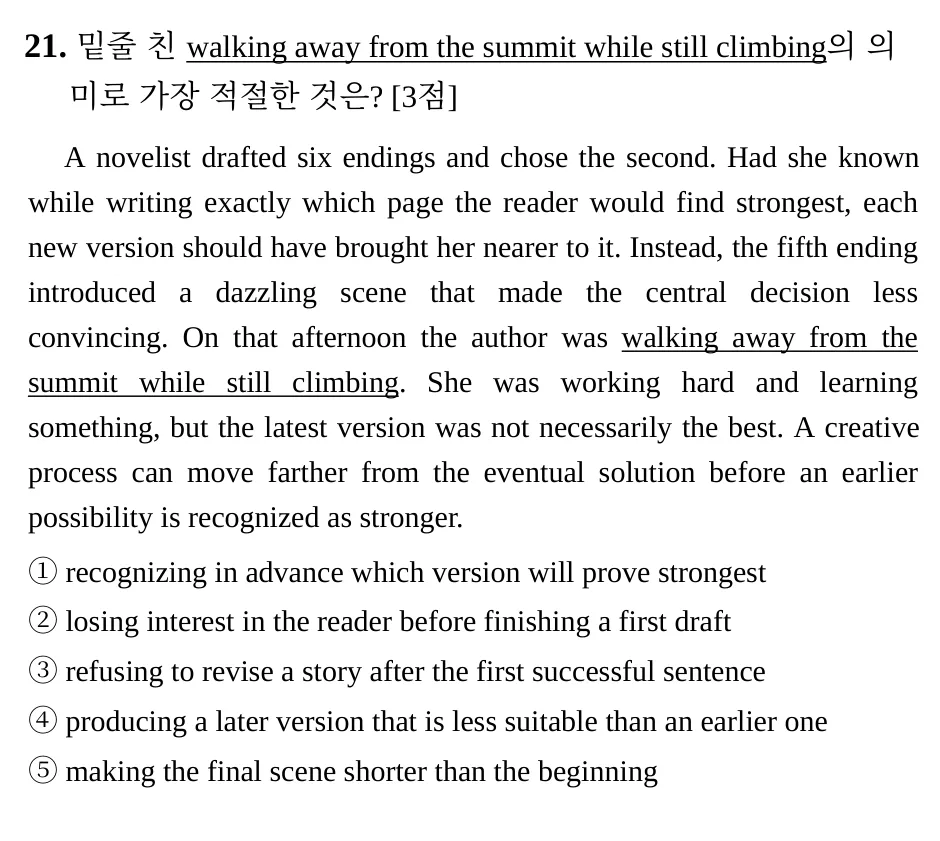 21. 밑줄 친 walking away from the summit while still climbing의 의
미로 가장 적절한 것은? [3점]
A novelist drafted six endings and chose the second. Had she known
while writing exactly which page the reader would find strongest, each
new version should have brought her nearer to it. Instead, the fifth ending
introduced a dazzling scene that made the central decision less
convincing. On that afternoon the author was walking away from the
summit while still climbing. She was working hard and learning
something, but the latest version was not necessarily the best. A creative
process can move farther from the eventual solution before an earlier
possibility is recognized as stronger.
① recognizing in advance which version will prove strongest
② losing interest in the reader before finishing a first draft
③ refusing to revise a story after the first successful sentence
④ producing a later version that is less suitable than an earlier one
⑤ making the final scene shorter than the beginning